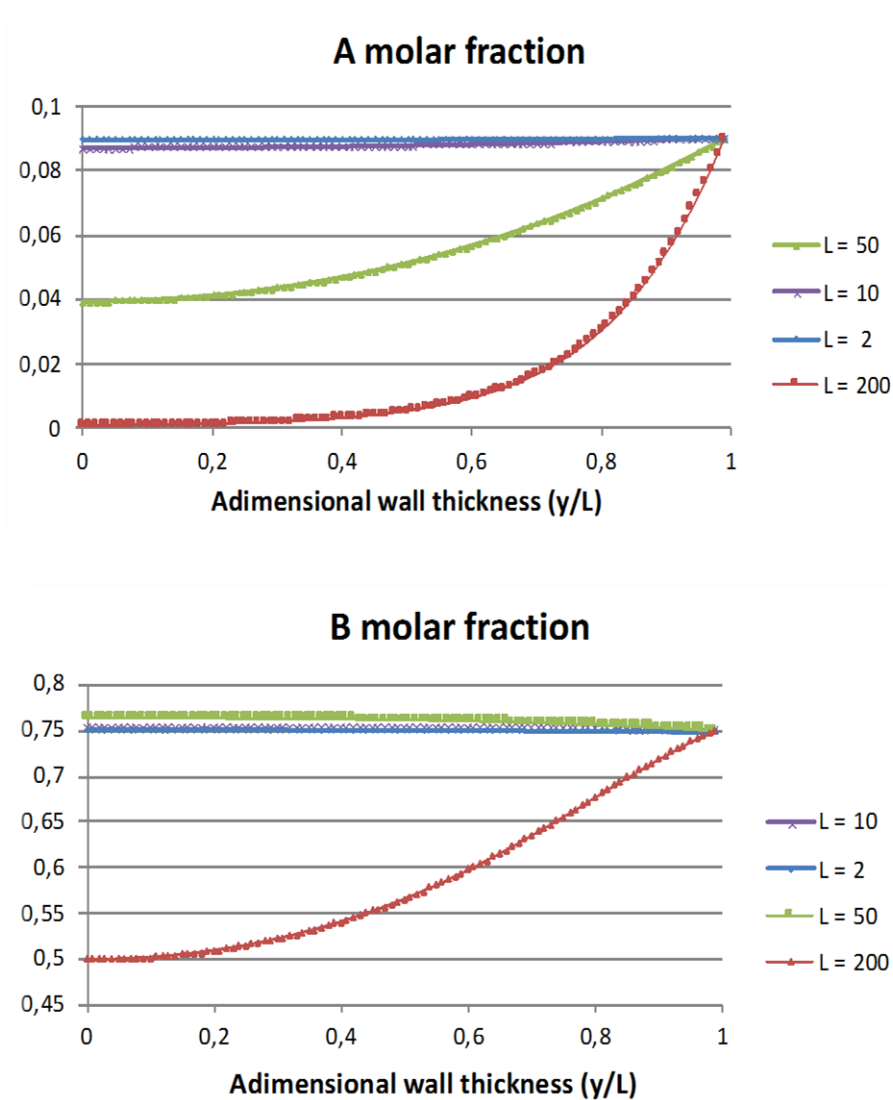 A molar fraction
0,1
0,08
0,06
0,04
0,02
0
0 0,2 0,4 0,6 0,8 1
Adimensional wall thickness (y/L)
L = 50
L = 10
L = 2
L = 200
B molar fraction
0,8
0,75
0,7
0,65
0,6
0,55
0,5
0,45
0 0,2 0,4 0,6 0,8 1
Adimensional wall thickness (y/L)
L = 10
L = 2
L = 50
L = 200